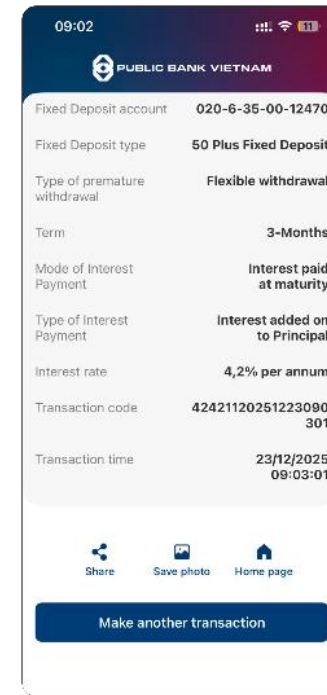 09:02
11
PUBLIC BANK VIETNAM
Fixed Deposit account 020-6-35-00-12470
Fixed Deposit type 50 Plus Fixed Deposit
Type of premature Flexible withdrawal
withdrawal
Term 3-Months
Mode of Interest Interest paid
Payment at maturity
Type of Interest Interest added on
Payment to Principal
Interest rate 4,2% per annum
Transaction code 42421120251223090
301
Transaction time 23/12/2025
09:03:01
Share Save photo Home page
Make another transaction